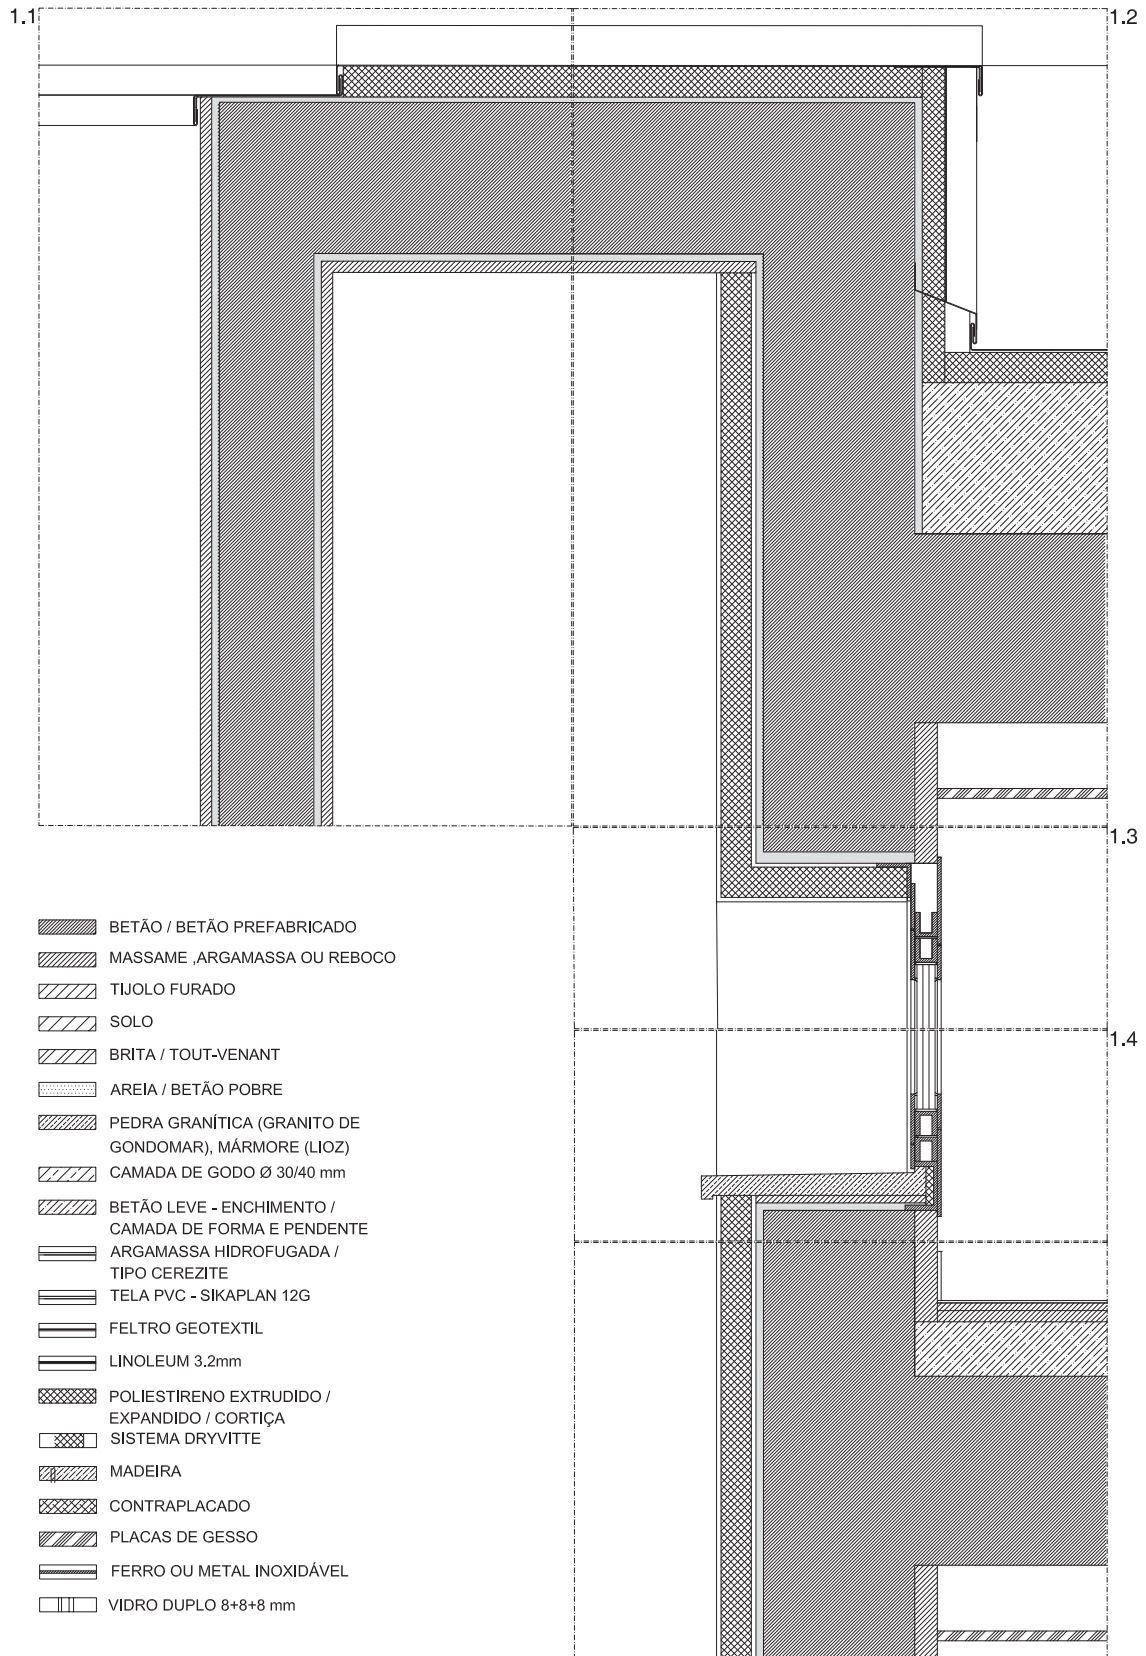 1.1
1.2
1.3
1.4
BETÃO / BETÃO PREFABRICADO
MASSAME ,ARGAMASSA OU REBOCO
TIJOLO FURADO
SOLO
BRITA / TOUT-VENANT
AREIA / BETÃO POBRE
PEDRA GRANÍTICA (GRANITO DE
GONDOMAR), MÁRMORE (LIOZ)
CAMADA DE GODO Ø 30/40 mm
BETÃO LEVE - ENCHIMENTO /
CAMADA DE FORMA E PENDENTE
ARGAMASSA HIDROFUGADA /
TIPO CEREZITE
TELA PVC - SIKAPLAN 12G
FELTRO GEOTEXTIL
LINOLEUM 3.2mm
POLIESTIRENO EXTRUDIDO /
EXPANDIDO / CORTIÇA
SISTEMA DRYVITTE
MADEIRA
CONTRAPLACADO
PLACAS DE GESSO
FERRO OU METAL INOXIDÁVEL
VIDRO DUPLO 8+8+8 mm